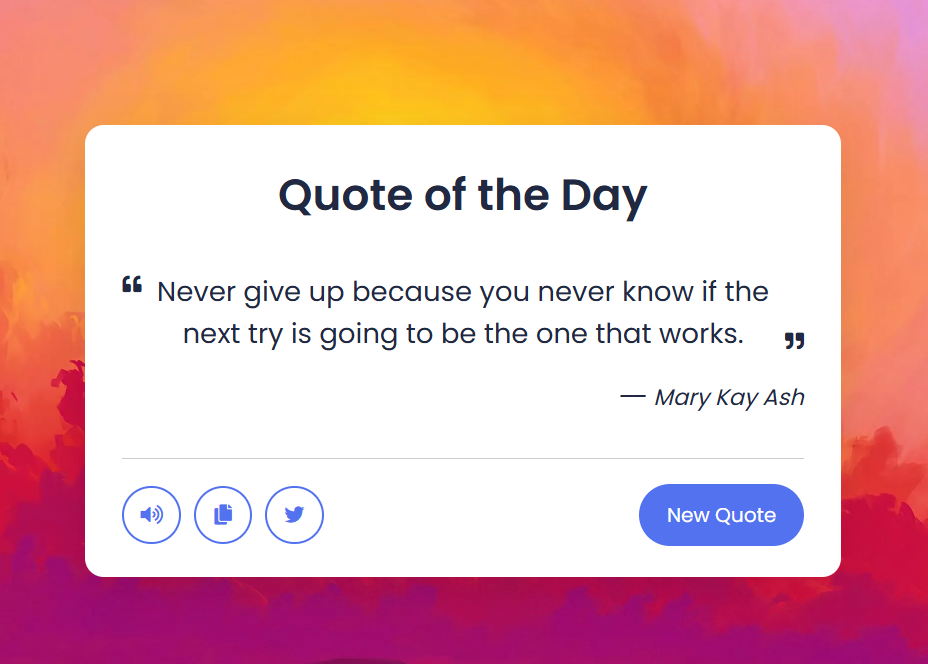 Quote of the Day
“ Never give up because you never know if the
next try is going to be the one that works. ”
— Mary Kay Ash
New Quote